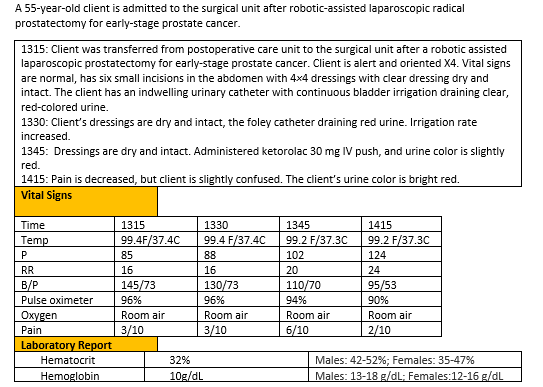 A 55-year-old client is admitted to the surgical unit after robotic-assisted laparoscopic radical
prostatectomy for early-stage prostate cancer.
1315: Client was transferred from postoperative care unit to the surgical unit after a robotic assisted
laparoscopic prostatectomy for early-stage prostate cancer. Client is alert and oriented X4. Vital signs
are normal, has six small incisions in the abdomen with 4x4 dressings with clear dressing dry and
intact. The client has an indwelling urinary catheter with continuous bladder irrigation draining clear,
red-colored urine.
1330: Client's dressings are dry and intact, the foley catheter draining red urine. Irrigation rate
increased.
1345: Dressings are dry and intact. Administered ketorolac 30 mg IV push, and urine color is slightly
red.
1415: Pain is decreased, but client is slightly confused. The client's urine color is bright red.
Vital Signs
Time 1315 1330 1345 1415
Temp 99.4F/37.4C 99.4 F/37.4C 99.2 F/37.3C 99.2 F/37.3C
P 85 88 102 124
RR 16 16 20 24
B/P 145/73 130/73 110/70 95/53
Pulse oximeter 96% 96% 94% 90%
Oxygen Room air Room air Room air Room air
Pain 3/10 3/10 6/10 2/10
Laboratory Report
Hematocrit 32% Males: 42-52%; Females: 35-47%
Hemoglobin 10g/dL Males: 13-18 g/dL; Females:12-16 g/dL